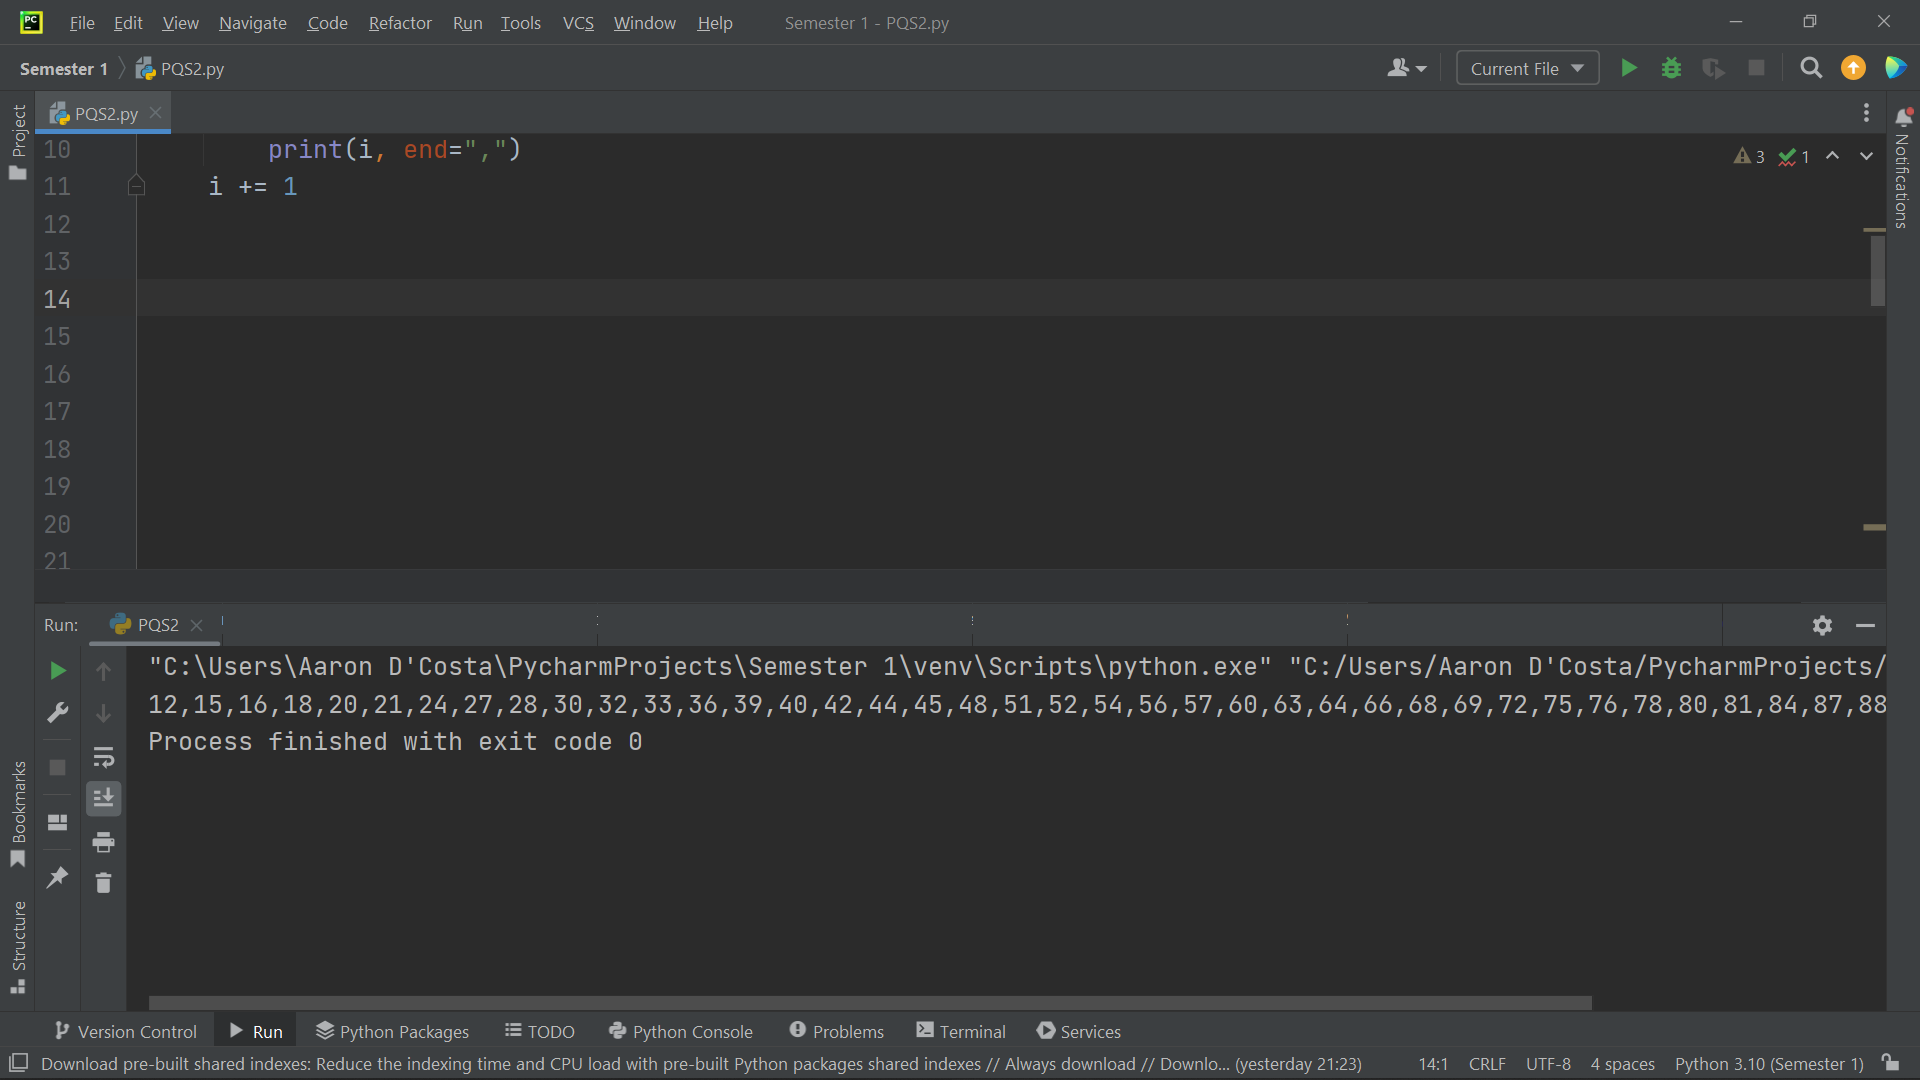 PC File Edit View Navigate Code Refactor Run Tools VCS Window Help Semester 1 - PQS2.py
Semester 1 PQS2.py Current File
Project
PQS2.py
10 print(i, end=",")
3 1
11 i += 1
12
13
14
15
16
17
18
19
20
21
Notifications
Run: PQS2
"C:\Users\Aaron D'Costa\PycharmProjects\Semester 1\venv\Scripts\python.exe" "C:/Users/Aaron D'Costa/PycharmProjects/
12,15,16,18,20,21,24,27,28,30,32,33,36,39,40,42,44,45,48,51,52,54,56,57,60,63,64,66,68,69,72,75,76,78,80,81,84,87,88
Process finished with exit code 0
Bookmarks
Structure
Version Control Run Python Packages TODO Python Console Problems Terminal Services
Download pre-built shared indexes: Reduce the indexing time and CPU load with pre-built Python packages shared indexes // Always download // Downlo... (yesterday 21:23) 14:1 CRLF UTF-8 4 spaces Python 3.10 (Semester 1)